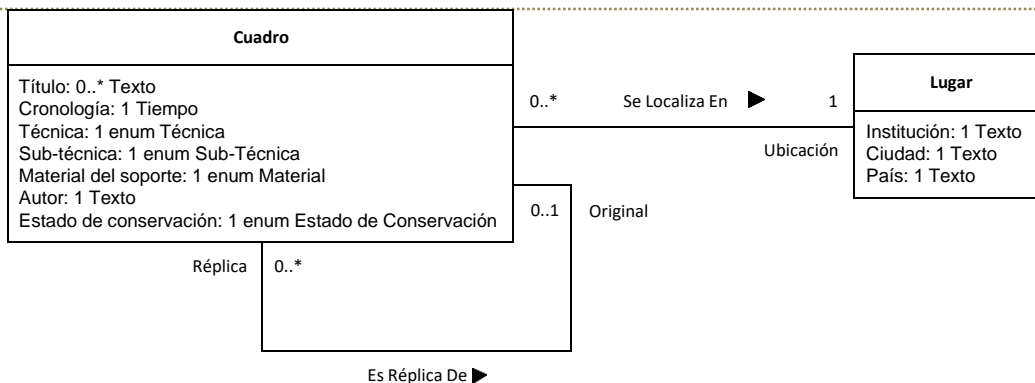 Cuadro
Título: 0..* Texto
Cronología: 1 Tiempo
Técnica: 1 enum Técnica
Sub-técnica: 1 enum Sub-Técnica
Material del soporte: 1 enum Material
Autor: 1 Texto
Estado de conservación: 1 enum Estado de Conservación
0..* Se Localiza En ▶ 1
Ubicación
Lugar
Institución: 1 Texto
Ciudad: 1 Texto
País: 1 Texto
0..1 Original
Réplica 0..*
Es Réplica De ▶